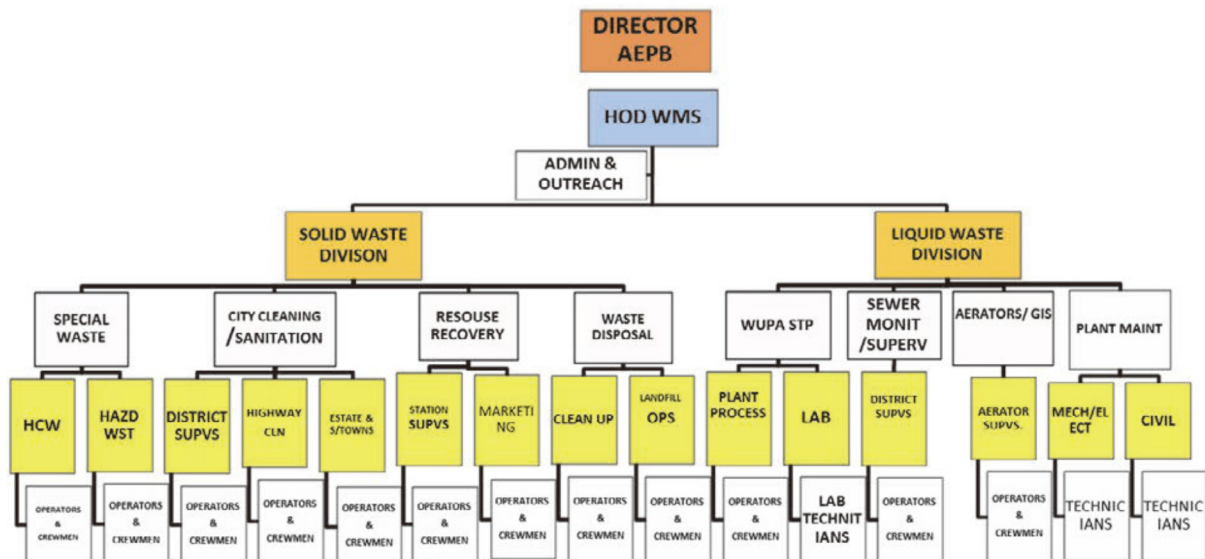 DIRECTOR
AEPB
HOD WMS
ADMIN &
OUTREACH
SOLID WASTE
DIVISON
LIQUID WASTE
DIVISION
SPECIAL
WASTE
CITY CLEANING
/SANITATION
RESOUSE
RECOVERY
WASTE
DISPOSAL
WUPA STP
SEWER
MONIT
/SUPERV
AERATORS/ GIS
PLANT MAINT
HCW
HAZD
WST
DISTRICT
SUPVS
HIGHWAY
CLN
ESTATE &
S/TOWNS
STATION
SUPVS
MARKETI
NG
CLEAN UP
LANDFILL
OPS
PLANT
PROCESS
LAB
DISTRICT
SUPVS
AERATOR
SUPVS.
MECH/EL
ECT
CIVIL
OPERATORS
&
CREWMEN
OPERATORS
&
CREWMEN
OPERATORS
&
CREWMEN
OPERATORS
&
CREWMEN
OPERATORS
&
CREWMEN
OPERATORS
&
CREWMEN
OPERATORS
&
CREWMEN
OPERATORS
&
CREWMEN
OPERATORS
&
CREWMEN
OPERATORS
&
CREWMEN
LAB
TECHNIT
IANS
OPERATORS
&
CREWMEN
OPERATORS
&
CREWMEN
TECHNIC
IANS
TECHNIC
IANS